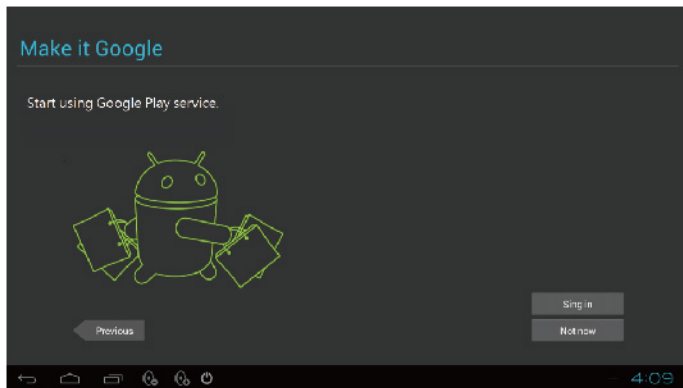 Make it Google
Start using Google Play service.
Sing in
Previous
Not now
4:09